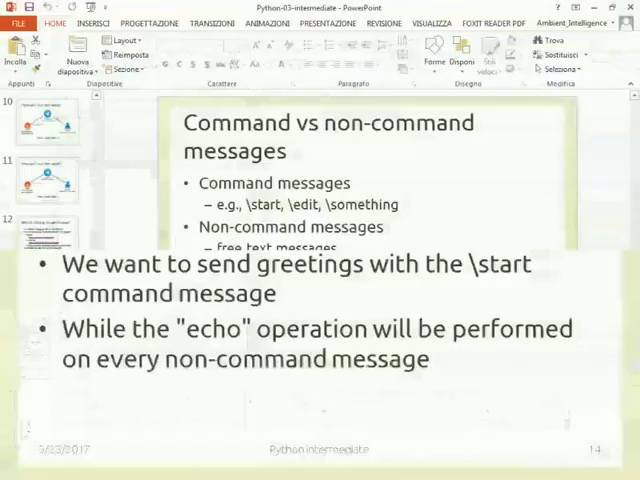 Python-03-intermediate - PowerPoint
FILE HOME INSERISCI PROGETTAZIONE TRANSIZIONI ANIMAZIONI PRESENTAZIONE REVISIONE VISUALIZZA FOXIT READER PDF Ambient_Intelligence
Incolla
Nuova
diapositiva
Layout
Reimposta
Sezione
Forme
Disponi
Stili
veloci
Trova
Sostituisci
Seleziona
Appunti Diapositive Carattere Paragrafo Disegno Modifica
10
11
12
Command vs non-command
messages
• Command messages
– e.g., \start, \edit, \something
• Non-command messages
– free text messages
• We want to send greetings with the \start
command message
• While the "echo" operation will be performed
on every non-command message
Python intermediate
14